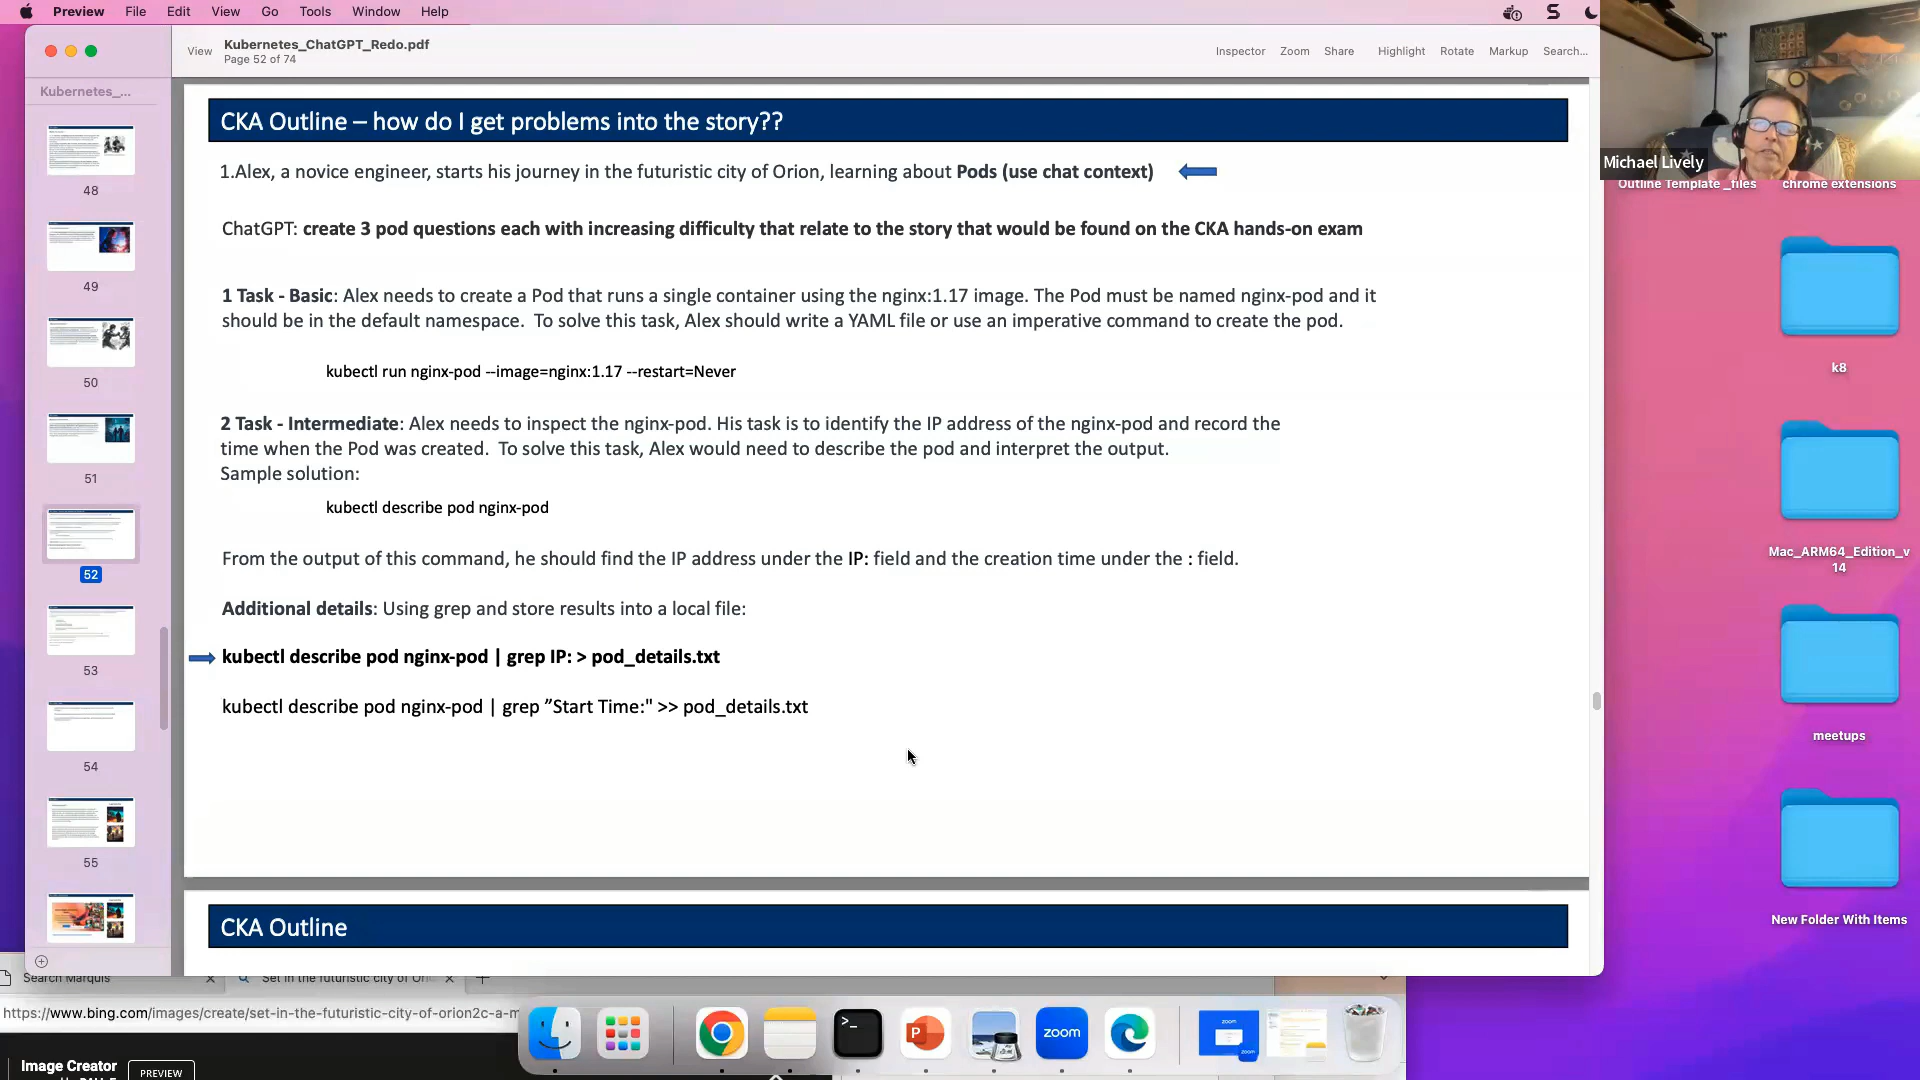 Preview File Edit View Go Tools Window Help
View
Kubernetes_ChatGPT_Redo.pdf
Page 52 of 74
Inspector Zoom Share Highlight Rotate Markup Search...
Kubernetes_...
48
49
50
51
52
53
54
55
CKA Outline – how do I get problems into the story??
1.Alex, a novice engineer, starts his journey in the futuristic city of Orion, learning about Pods (use chat context)
ChatGPT: create 3 pod questions each with increasing difficulty that relate to the story that would be found on the CKA hands-on exam
1 Task - Basic: Alex needs to create a Pod that runs a single container using the nginx:1.17 image. The Pod must be named nginx-pod and it
should be in the default namespace. To solve this task, Alex should write a YAML file or use an imperative command to create the pod.
kubectl run nginx-pod --image=nginx:1.17 --restart=Never
2 Task - Intermediate: Alex needs to inspect the nginx-pod. His task is to identify the IP address of the nginx-pod and record the
time when the Pod was created. To solve this task, Alex would need to describe the pod and interpret the output.
Sample solution:
kubectl describe pod nginx-pod
From the output of this command, he should find the IP address under the IP: field and the creation time under the : field.
Additional details: Using grep and store results into a local file:
kubectl describe pod nginx-pod | grep IP: > pod_details.txt
kubectl describe pod nginx-pod | grep ”Start Time:" >> pod_details.txt
CKA Outline
Michael Lively
Outline Template _files
chrome extensions
k8
Mac_ARM64_Edition_v
14
meetups
New Folder With Items
Search Marquis
Set in the futuristic city of Ori
https://www.bing.com/images/create/set-in-the-futuristic-city-of-orion2c-a-m
Image Creator
PREVIEW
>_
P
zoom
zoom
zoom